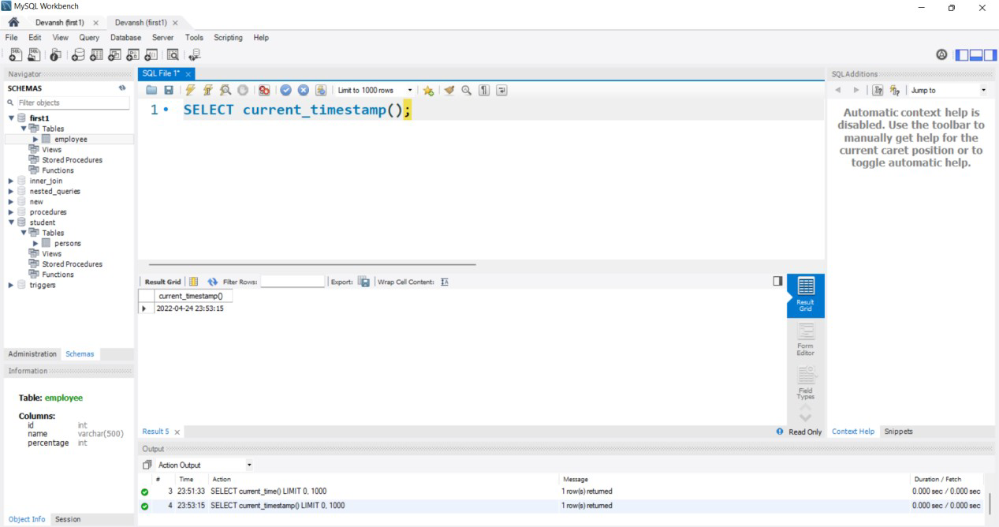 MySQL Workbench
Devansh (first1) Devansh (first1)
File Edit View Query Database Server Tools Scripting Help
Navigator
SCHEMAS
Filter objects
first1
Tables
employee
Views
Stored Procedures
Functions
inner_join
nested_queries
new
procedures
student
Tables
persons
Views
Stored Procedures
Functions
triggers
Administration Schemas
Information
Table: employee
Columns:
id int
name varchar(500)
percentage int
Object Info Session
SQL File 1*
Limit to 1000 rows
1 SELECT current_timestamp();
Result Grid Filter Rows: Export: Wrap Cell Content:
current_timestamp()
2022-04-24 23:53:15
Result
Grid
Form
Editor
Field
Types
Result 5 Read Only
Output
Action Output
# Time Action Message Duration / Fetch
3 23:51:33 SELECT current_time() LIMIT 0, 1000 1 row(s) returned 0.000 sec / 0.000 sec
4 23:53:15 SELECT current_timestamp() LIMIT 0, 1000 1 row(s) returned 0.000 sec / 0.000 sec
SQLAdditions
Jump to
Automatic context help is
disabled. Use the toolbar to
manually get help for the
current caret position or to
toggle automatic help.
Context Help Snippets